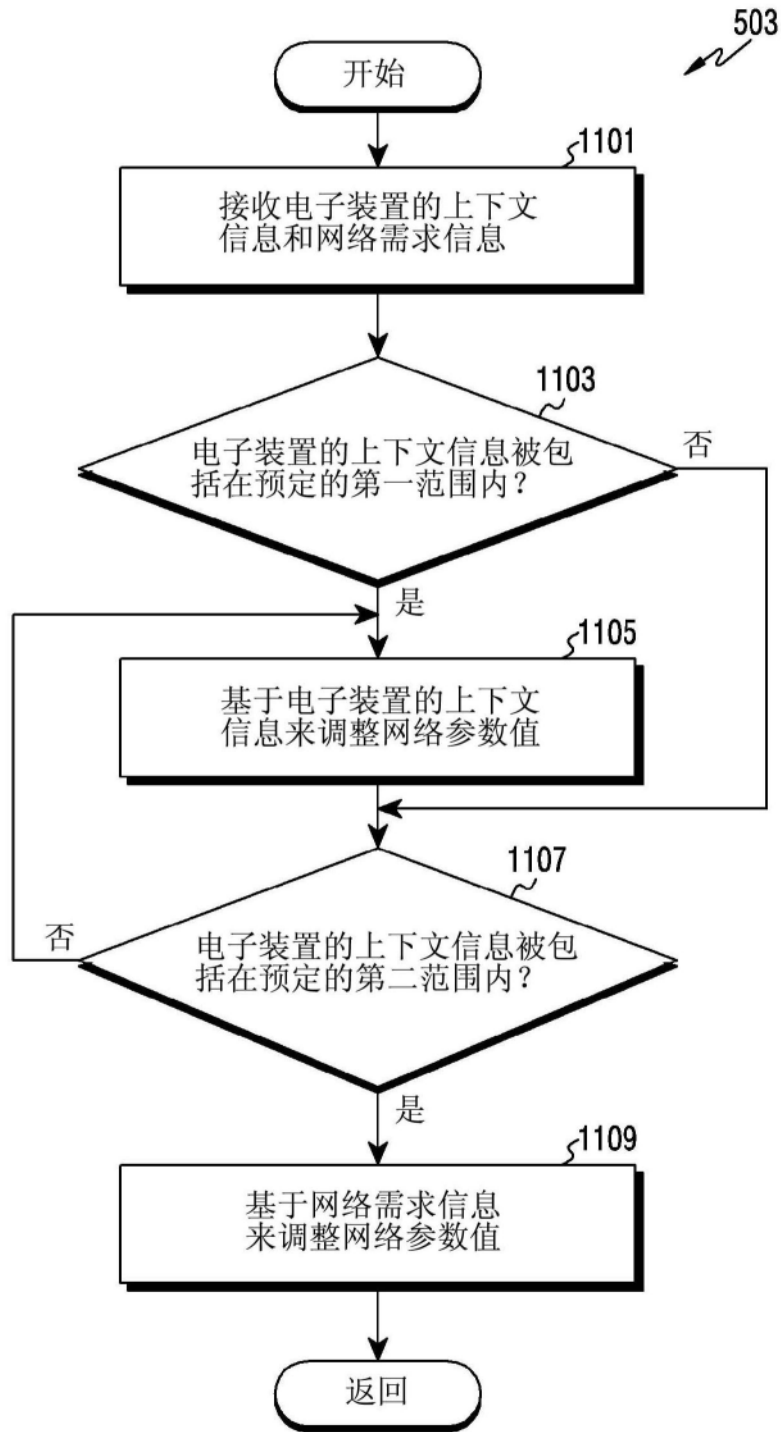 503
开始
1101
接收电子装置的上下文
信息和网络需求信息
1103
电子装置的上下文信息被包
括在预定的第一范围内？
否
是
1105
基于电子装置的上下文
信息来调整网络参数值
1107
否
电子装置的上下文信息被包
括在预定的第二范围内？
是
1109
基于网络需求信息
来调整网络参数值
返回